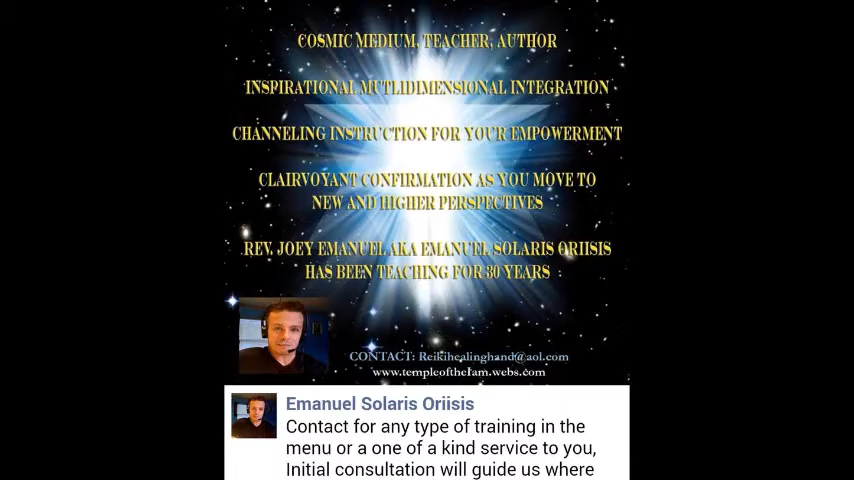 COSMIC MEDIUM, TEACHER, AUTHOR
INSPIRATIONAL MUTLIDIMENSIONAL INTEGRATION
CHANNELING INSTRUCTION FOR YOUR EMPOWERMENT
CLAIRVOYANT CONFIRMATION AS YOU MOVE TO
NEW AND HIGHER PERSPECTIVES
REV. JOEY EMANUEL AKA EMANUEL SOLARIS ORIISIS
HAS BEEN TEACHING FOR 30 YEARS
CONTACT: Reikihealinghand@aol.com
www.templeofthe1am.webs.com
Emanuel Solaris Oriisis
Contact for any type of training in the
menu or a one of a kind service to you,
Initial consultation will guide us where